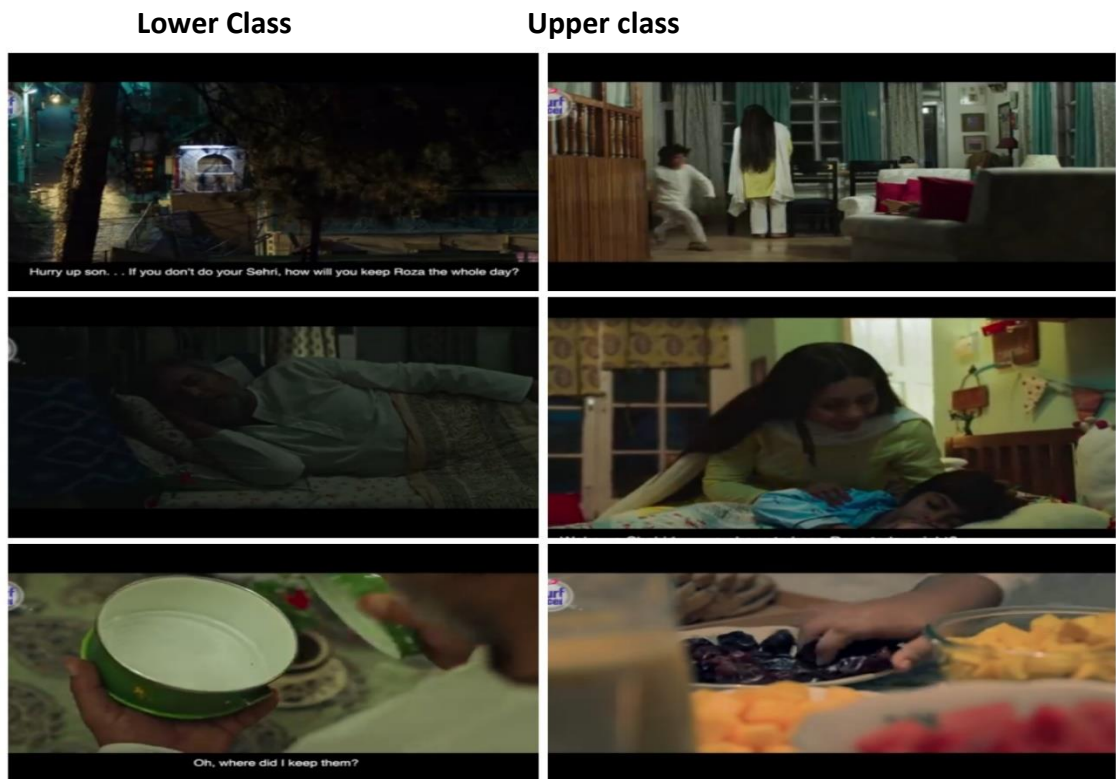 Lower Class Upper class
Hurry up son. . . If you don't do your Sehri, how will you keep Roza the whole day?
Oh, where did I keep them?